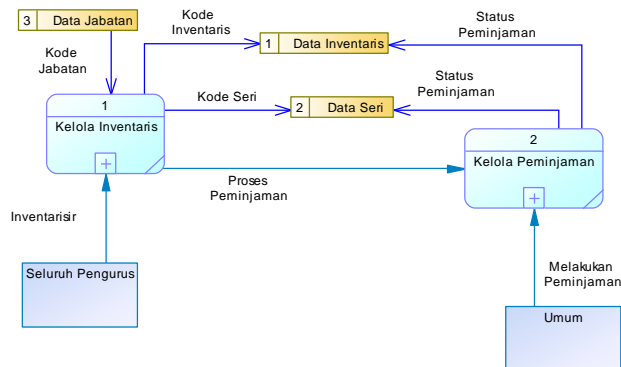 3 Data Jabatan
Kode
Inventaris
Status
Peminjaman
1 Data Inventaris
Kode
Jabatan
Kode Seri
Status
Peminjaman
2 Data Seri
1
Kelola Inventaris
2
Kelola Peminjaman
Proses
Peminjaman
Inventarisir
Seluruh Pengurus
Melakukan
Peminjaman
Umum